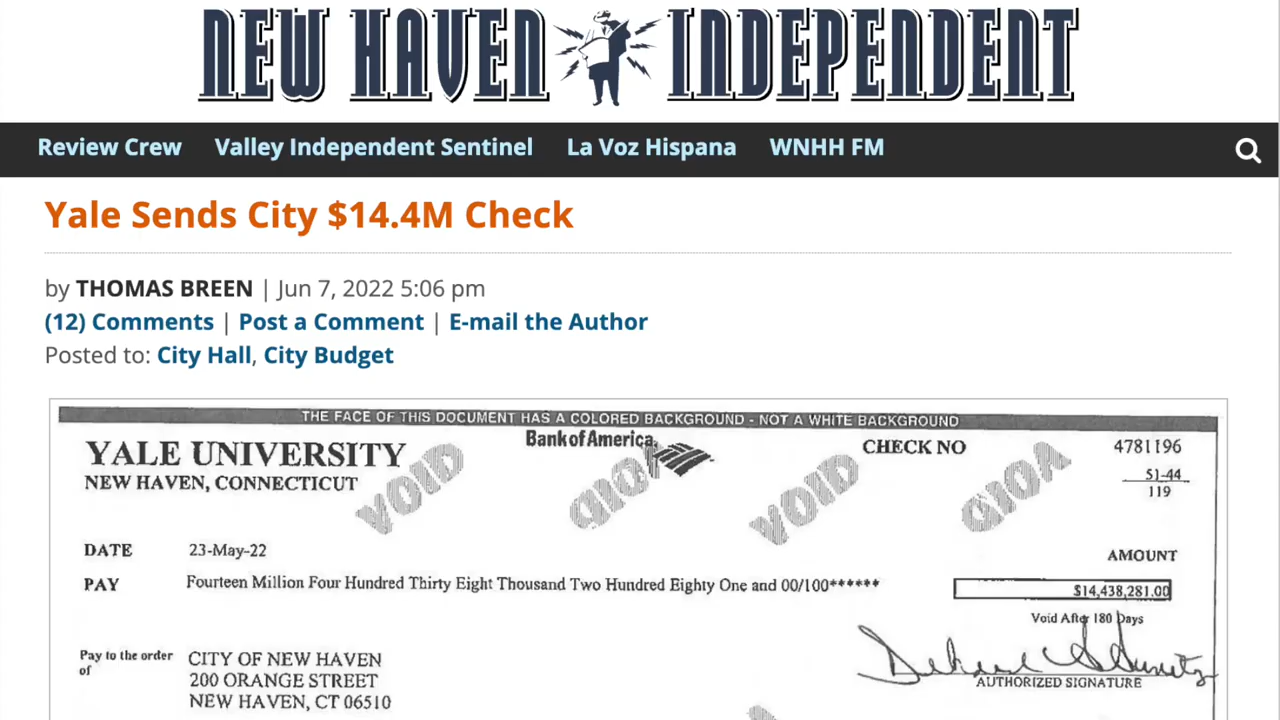 NEW HAVEN INDEPENDENT
Review Crew Valley Independent Sentinel La Voz Hispana WNHH FM
Yale Sends City $14.4M Check
by THOMAS BREEN | Jun 7, 2022 5:06 pm
(12) Comments | Post a Comment | E-mail the Author
Posted to: City Hall, City Budget
THE FACE OF THIS DOCUMENT HAS A COLORED BACKGROUND - NOT A WHITE BACKGROUND
YALE UNIVERSITY
NEW HAVEN, CONNECTICUT
Bank of America
CHECK NO 4781196
51-44
119
VOID VOID VOID VOID
DATE 23-May-22
AMOUNT
PAY Fourteen Million Four Hundred Thirty Eight Thousand Two Hundred Eighty One and 00/100******
$14,438,281.00
Void After 180 Days
Pay to the order
of
CITY OF NEW HAVEN
200 ORANGE STREET
NEW HAVEN, CT 06510
AUTHORIZED SIGNATURE